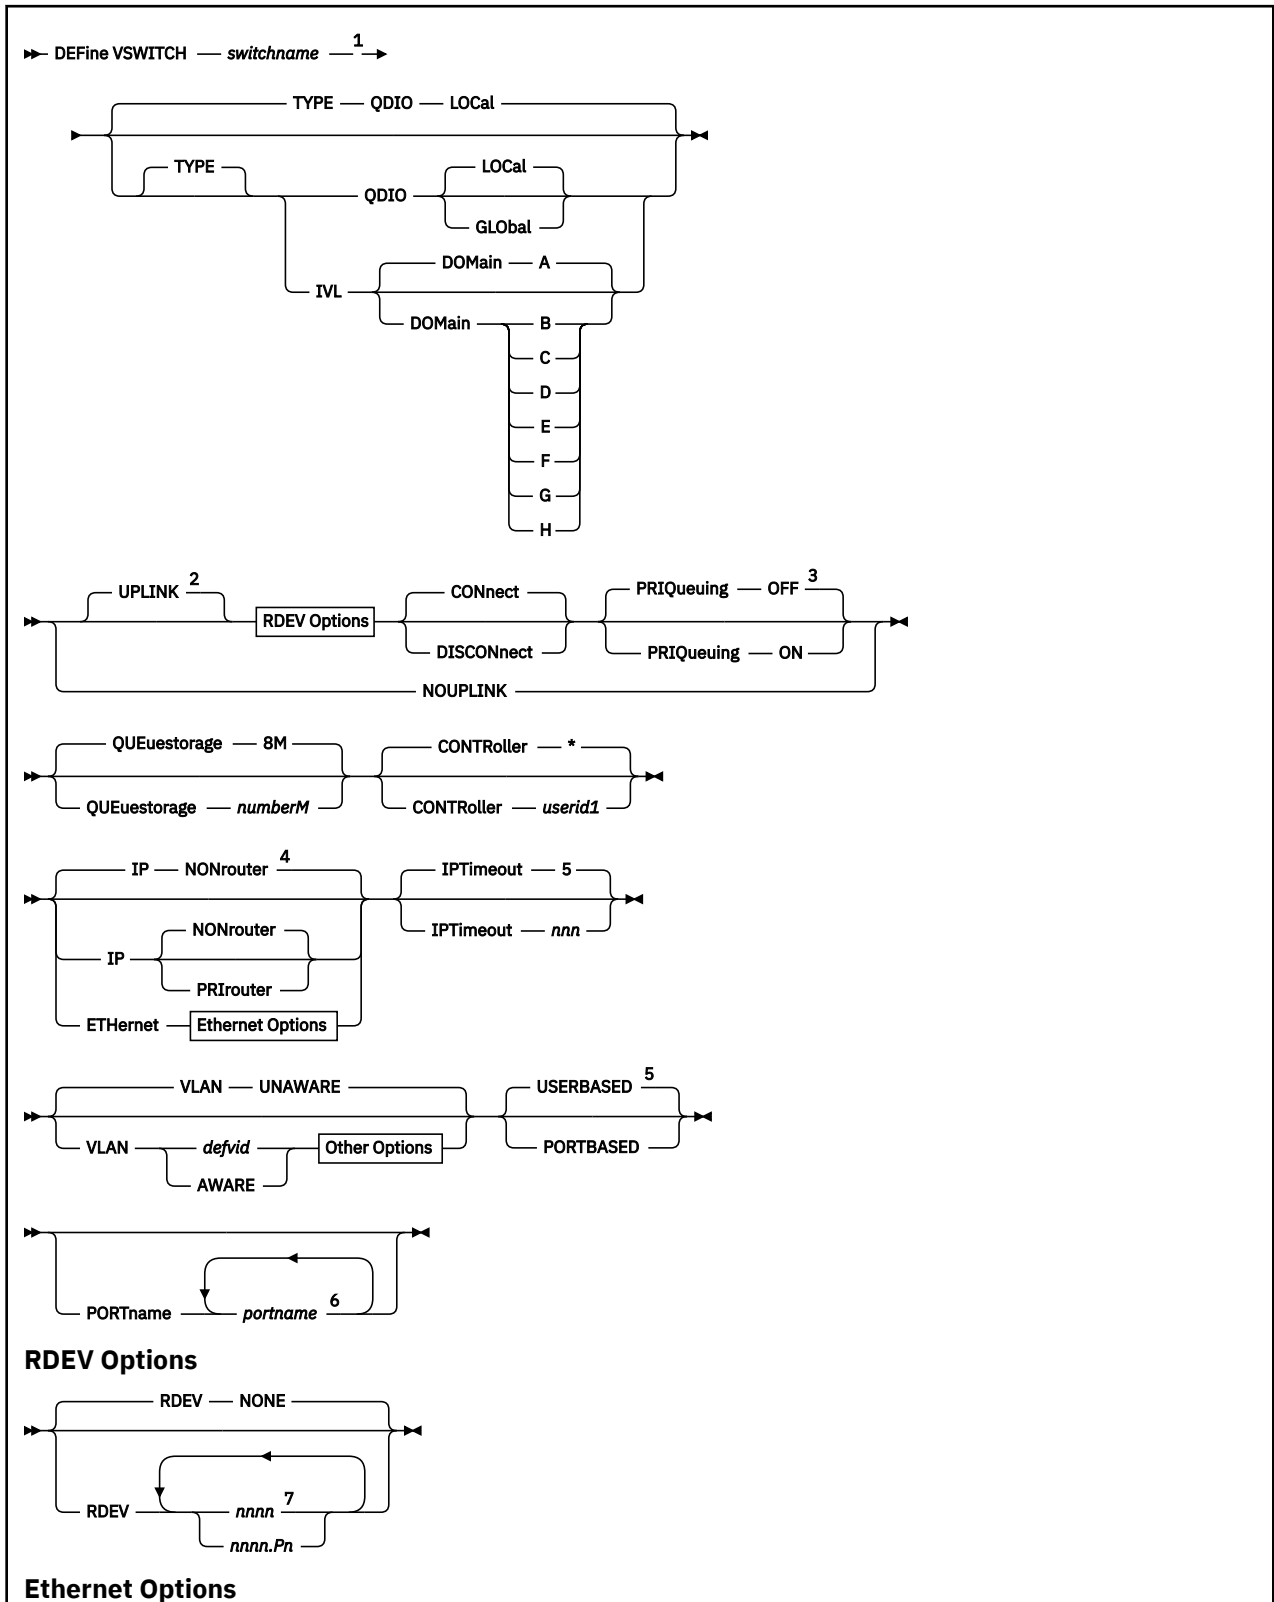 DEFine VSWITCH switchname 1
TYPE QDIO LOCal
TYPE LOCal
QDIO
GLObal
DOMain A
IVL
DOMain B
C
D
E
F
G
H
UPLINK 2 CONnect PRIQueuing OFF 3
RDEV Options
DISCONnect PRIQueuing ON
NOUPLINK
QUEuestorage 8M CONTRoller *
QUEuestorage numberM CONTRoller userid1
IP NONrouter 4 IPTimeout 5
NONrouter IPTimeout nnn
IP
PRIrouter
ETHernet Ethernet Options
VLAN UNAWARE USERBASED 5
VLAN defvid Other Options PORTBASED
AWARE
PORTname portname 6
RDEV Options
RDEV NONE
RDEV nnnn 7
nnnn.Pn
Ethernet Options